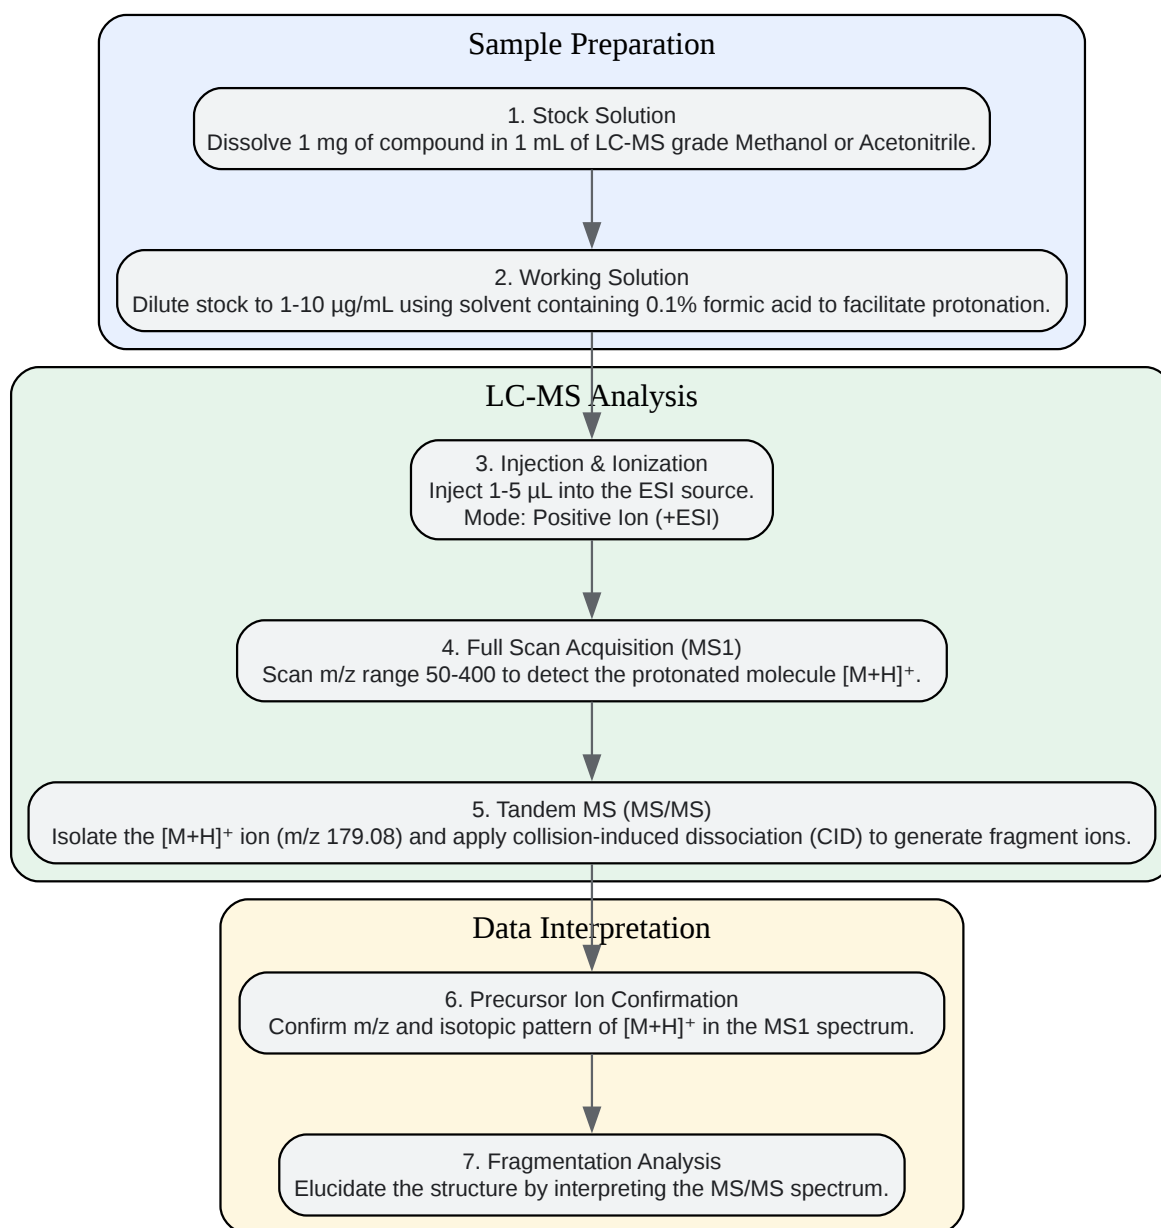 Sample Preparation
1. Stock Solution
Dissolve 1 mg of compound in 1 mL of LC-MS grade Methanol or Acetonitrile.
2. Working Solution
Dilute stock to 1-10 µg/mL using solvent containing 0.1% formic acid to facilitate protonation.
LC-MS Analysis
3. Injection & Ionization
Inject 1-5 µL into the ESI source.
Mode: Positive Ion (+ESI)
4. Full Scan Acquisition (MS1)
Scan m/z range 50-400 to detect the protonated molecule [M+H]⁺.
5. Tandem MS (MS/MS)
Isolate the [M+H]⁺ ion (m/z 179.08) and apply collision-induced dissociation (CID) to generate fragment ions.
Data Interpretation
6. Precursor Ion Confirmation
Confirm m/z and isotopic pattern of [M+H]⁺ in the MS1 spectrum.
7. Fragmentation Analysis
Elucidate the structure by interpreting the MS/MS spectrum.